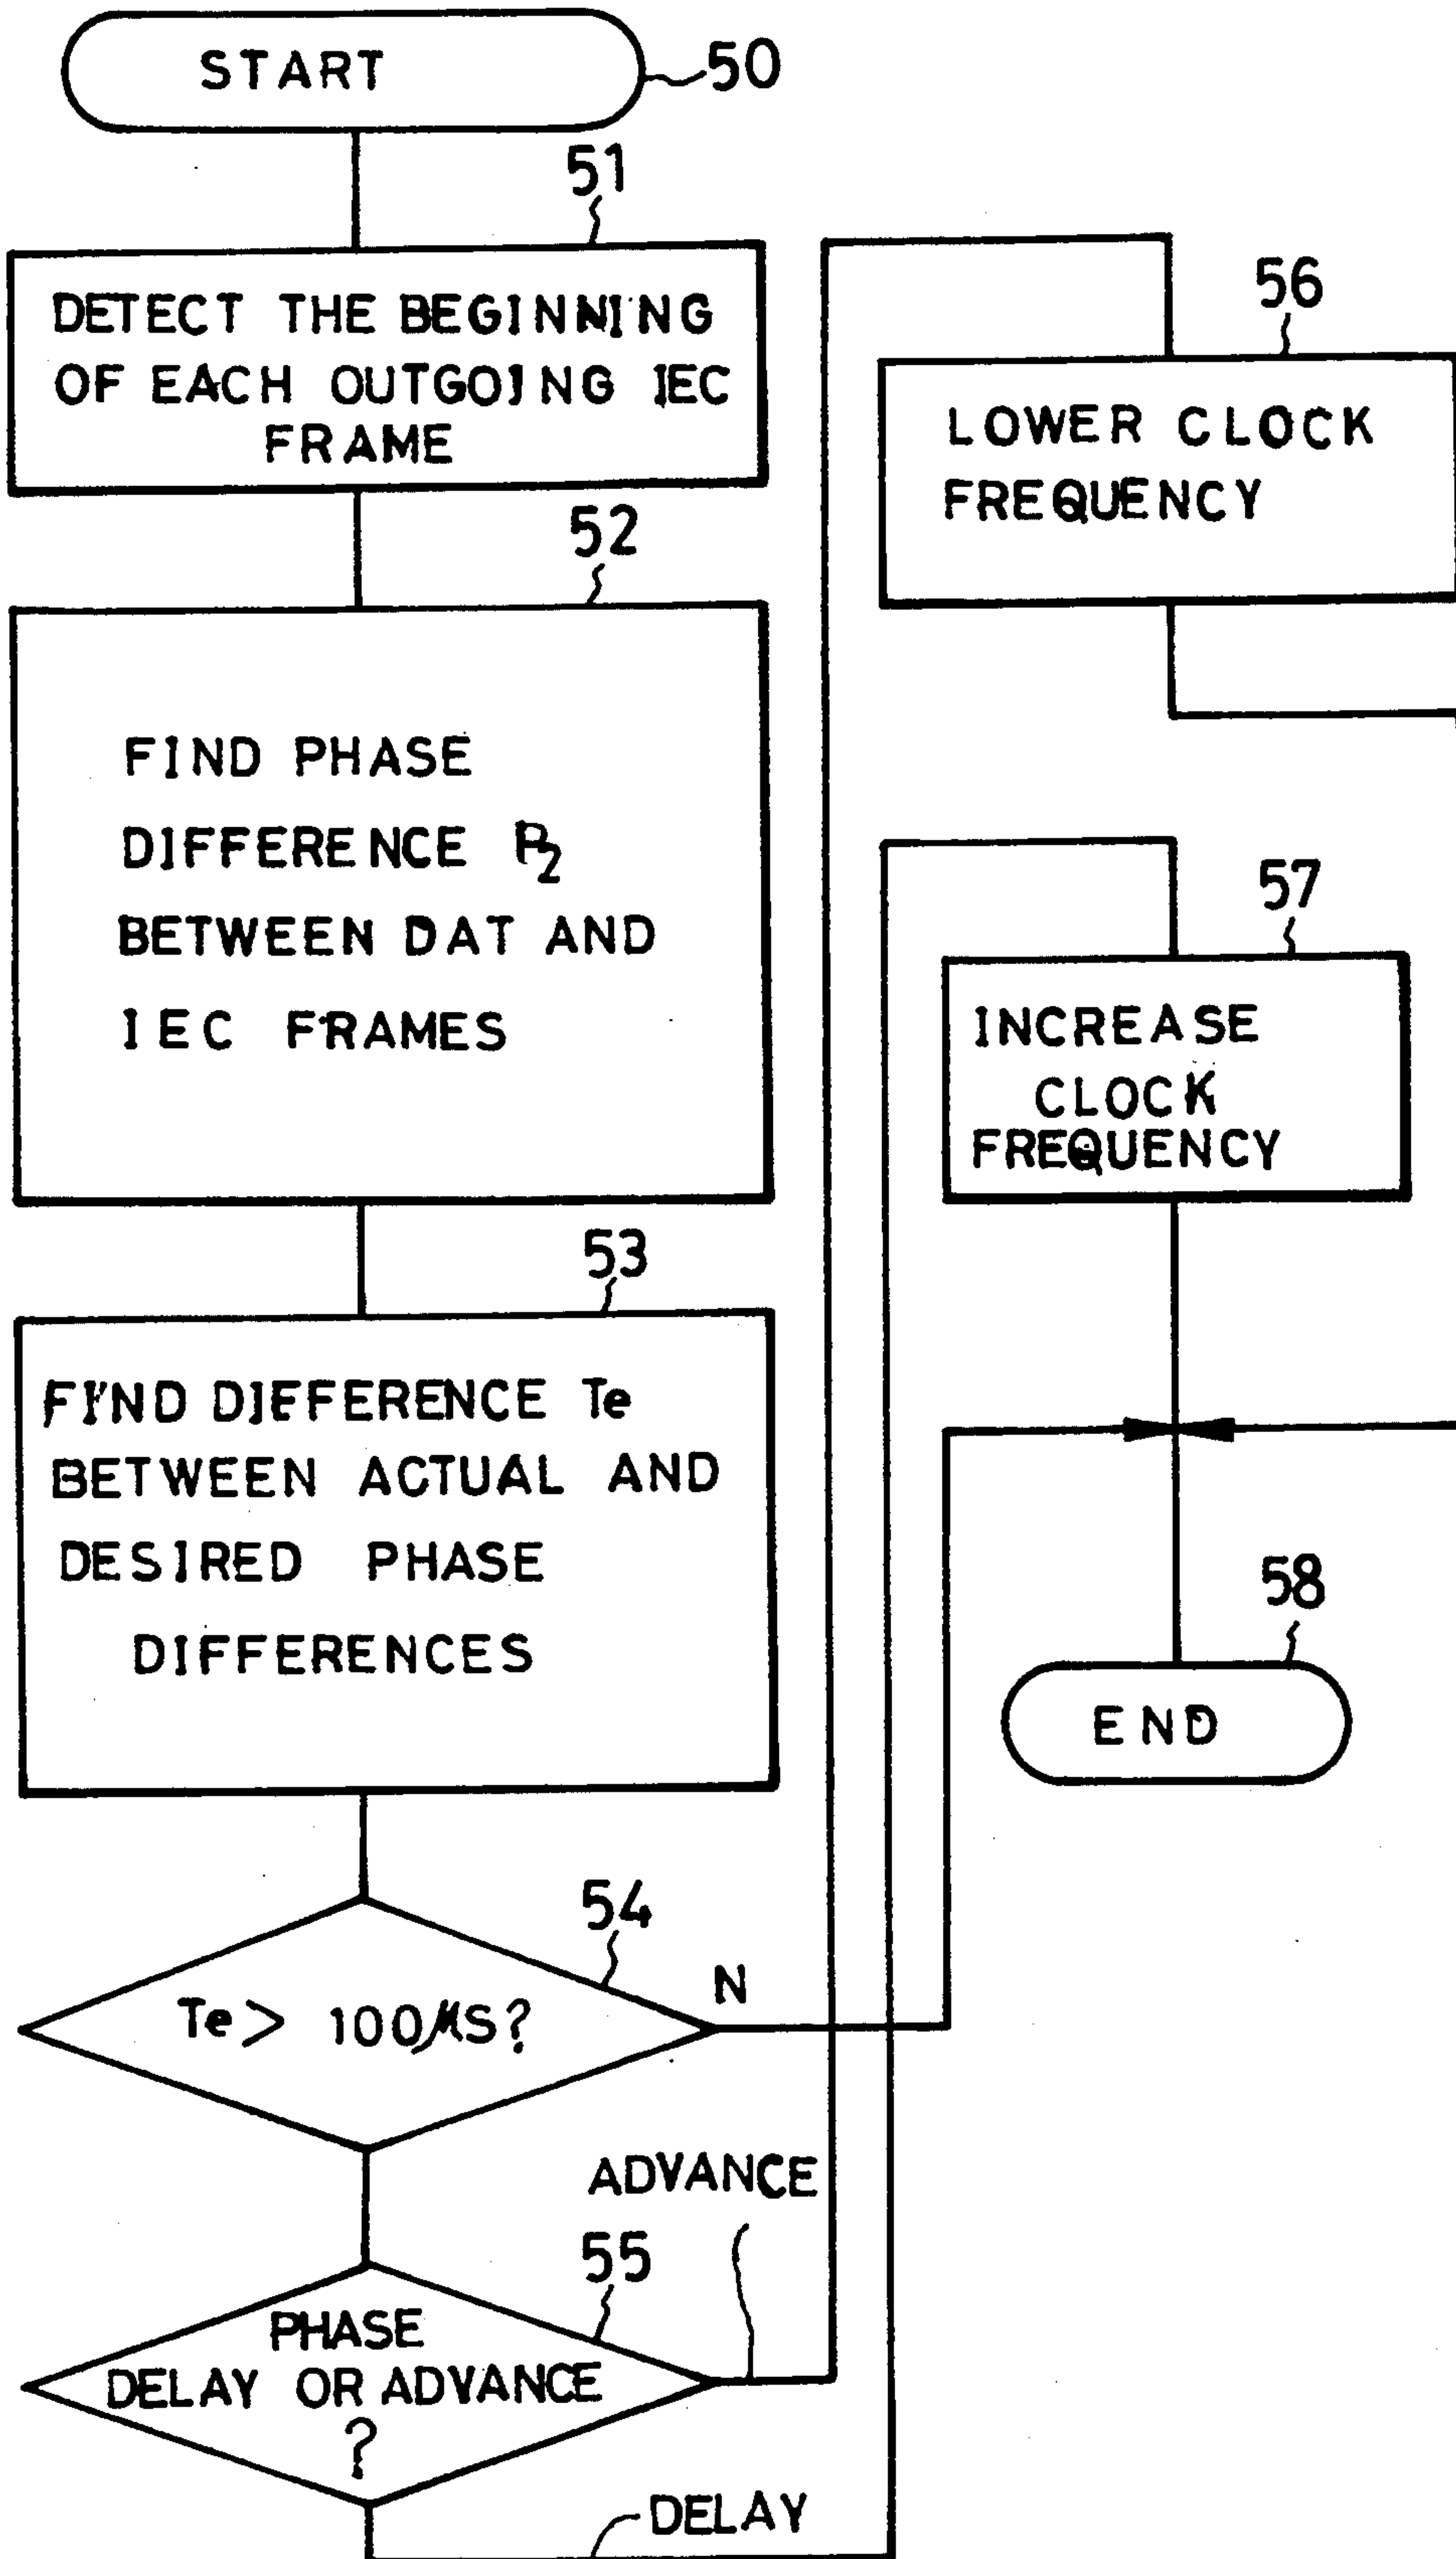 START
50
51
DETECT THE BEGINNING
OF EACH OUTGOING IEC
FRAME
52
FIND PHASE
DIFFERENCE P2
BETWEEN DAT AND
IEC FRAMES
53
FIND DIFFERENCE Te
BETWEEN ACTUAL AND
DESIRED PHASE
DIFFERENCES
54
Te > 100μS?
N
ADVANCE
55
PHASE
DELAY OR ADVANCE
?
DELAY
56
LOWER CLOCK
FREQUENCY
57
INCREASE
CLOCK
FREQUENCY
58
END